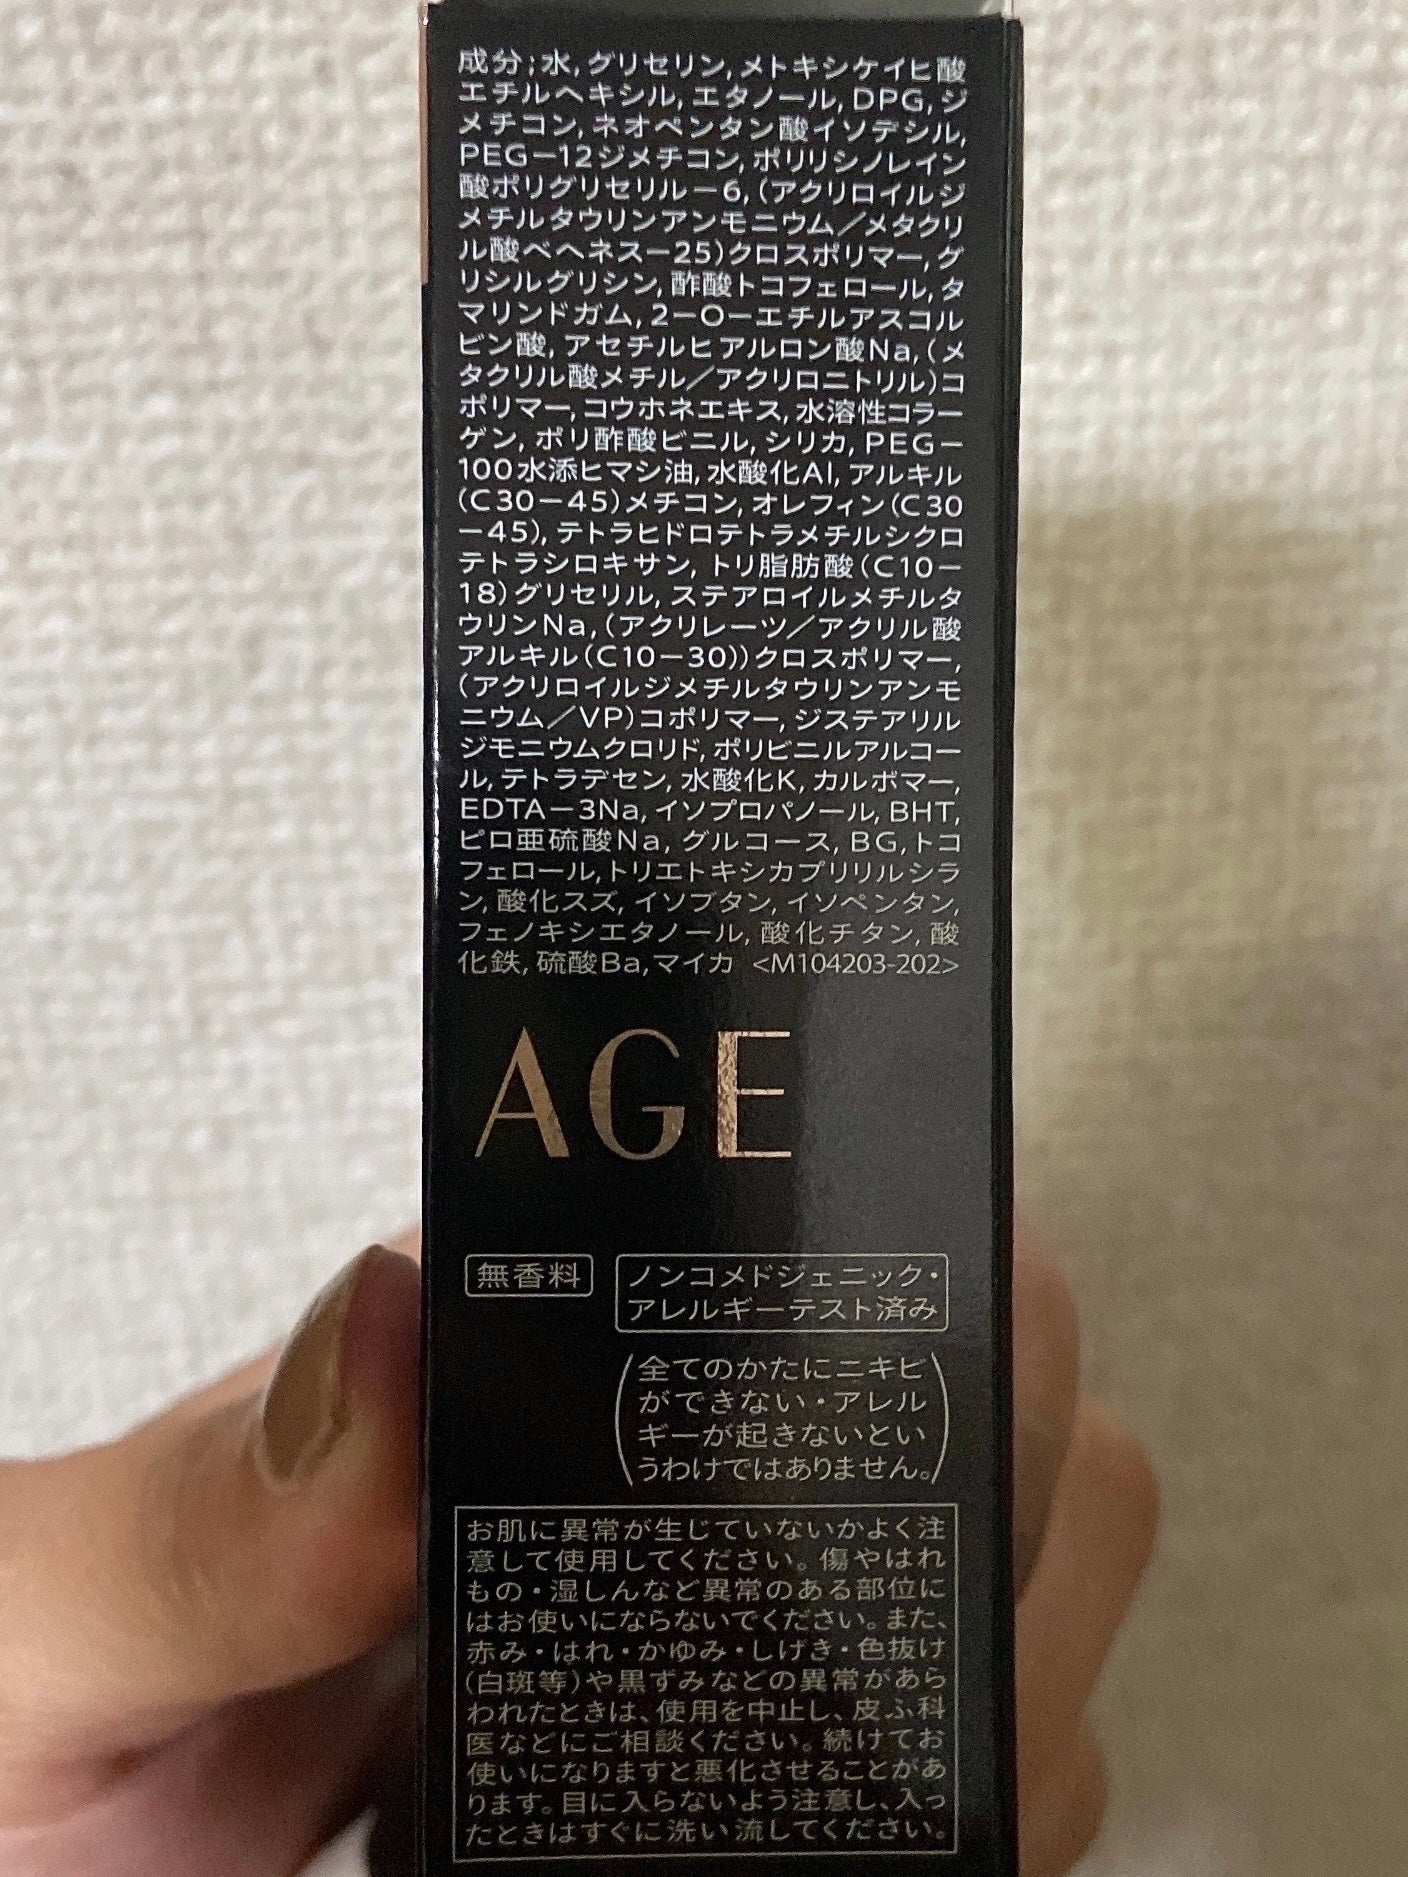 成分;水,グリセリン,メトキシケイヒ酸
エチルヘキシル,エタノール,DPG,ジ
メチコン,ネオペンタン酸イソデシル,
PEG－12ジメチコン,ポリリシノレイン
酸ポリグリセリル－6,(アクリロイルジ
メチルタウリンアンモニウム／メタクリ
ル酸ベヘネス－25)クロスポリマー,グ
リシルグリシン,酢酸トコフェロール,タ
マリンドガム,2－O－エチルアスコル
ビン酸,アセチルヒアルロン酸Na,(メ
タクリル酸メチル／アクリロニトリル)コ
ポリマー,コウホネエキス,水溶性コラー
ゲン,ポリ酢酸ビニル,シリカ,PEG－
100水添ヒマシ油,水酸化Al,アルキル
(C30－45)メチコン,オレフィン(C30
－45),テトラヒドロテトラメチルシクロ
テトラシロキサン,トリ脂肪酸(C10－
18)グリセリル,ステアロイルメチルタ
ウリンNa,(アクリレーツ／アクリル酸
アルキル(C10－30))クロスポリマー,
(アクリロイルジメチルタウリンアンモ
ニウム／VP)コポリマー,ジステアリル
ジモニウムクロリド,ポリビニルアルコー
ル,テトラデセン,水酸化K,カルボマー,
EDTA－3Na,イソプロパノール,BHT,
ピロ亜硫酸Na,グルコース,BG,トコ
フェロール,トリエトキシカプリリルシラ
ン,酸化スズ,イソブタン,イソペンタン,
フェノキシエタノール,酸化チタン,酸
化鉄,硫酸Ba,マイカ <M104203-202>
AGE
無香料
ノンコメドジェニック・
アレルギーテスト済み
(全てのかたにニキビ
ができない・アレル
ギーが起きないとい
うわけではありません。)
お肌に異常が生じていないかよく注
意して使用してください。傷やはれ
もの・湿しんなど異常のある部位に
はお使いにならないでください。また、
赤み・はれ・かゆみ・しげき・色抜け
(白斑等)や黒ずみなどの異常があら
われたときは、使用を中止し、皮ふ科
医などにご相談ください。続けてお
使いになりますと悪化させることがあ
ります。目に入らないよう注意し、入っ
たときはすぐに洗い流してください。